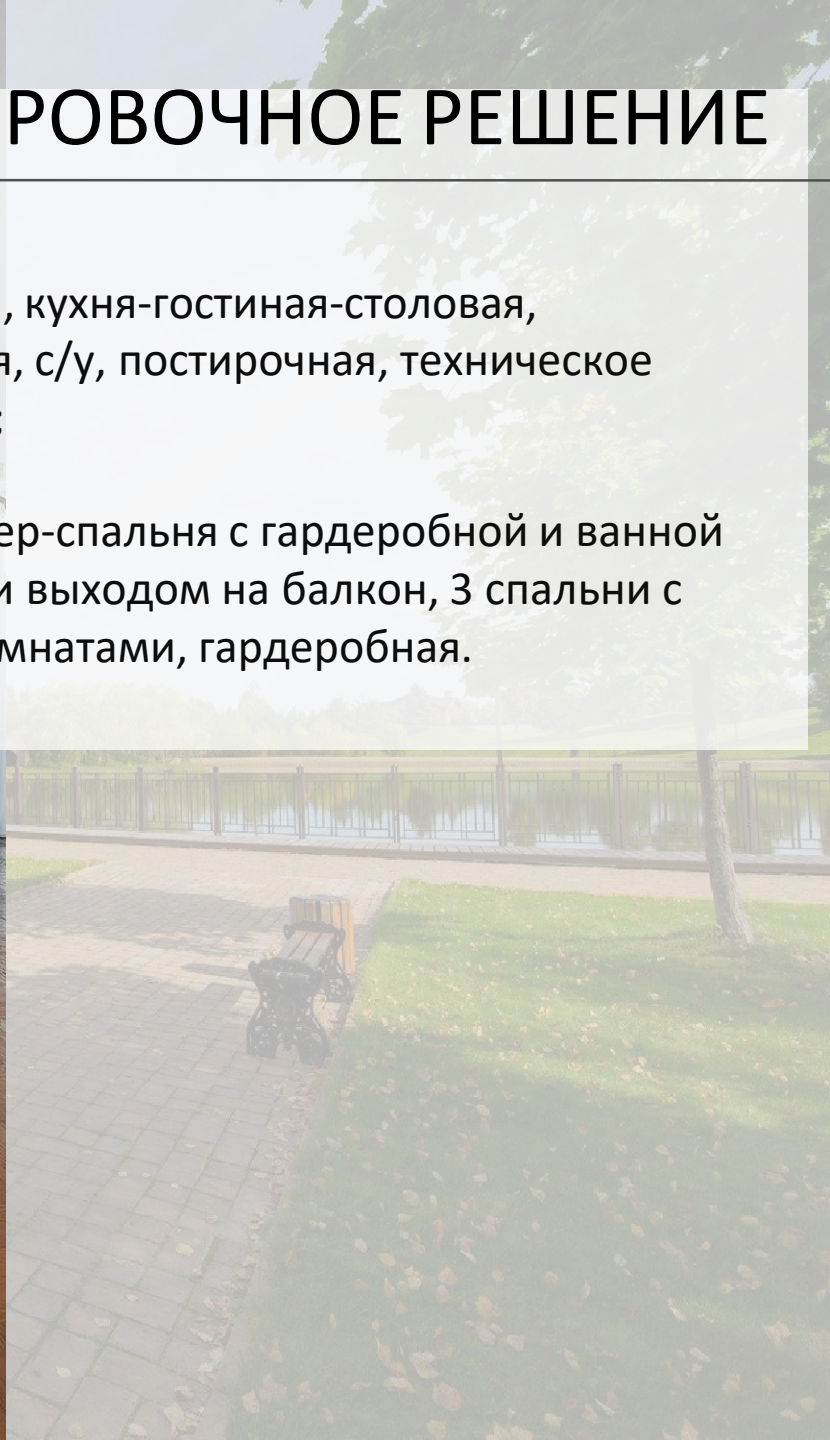 РОВОЧНОЕ РЕШЕНИЕ
, кухня-гостиная-столовая,
я, с/у, постирочная, техническое
;
ер-спальня с гардеробной и ванной
и выходом на балкон, 3 спальни с
мнатами, гардеробная.